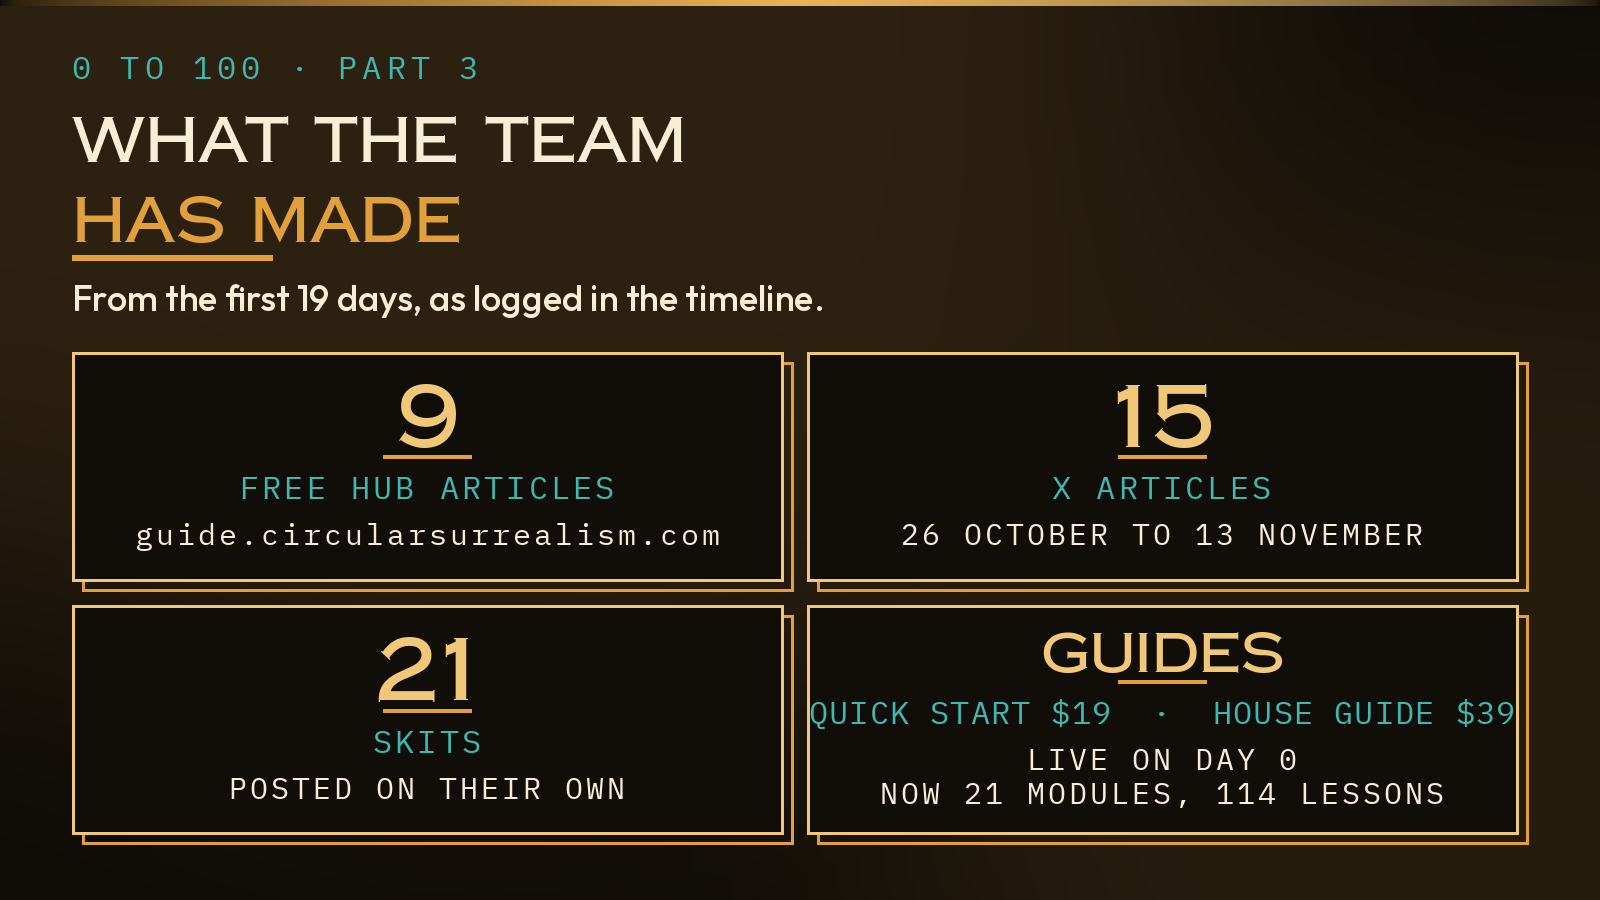 0 TO 100 · PART 3
WHAT THE TEAM
HAS MADE
From the first 19 days, as logged in the timeline.
9
FREE HUB ARTICLES
guide.circularsurrealism.com
15
X ARTICLES
26 OCTOBER TO 13 NOVEMBER
21
SKITS
POSTED ON THEIR OWN
GUIDES
QUICK START $19 · HOUSE GUIDE $39
LIVE ON DAY 0
NOW 21 MODULES, 114 LESSONS